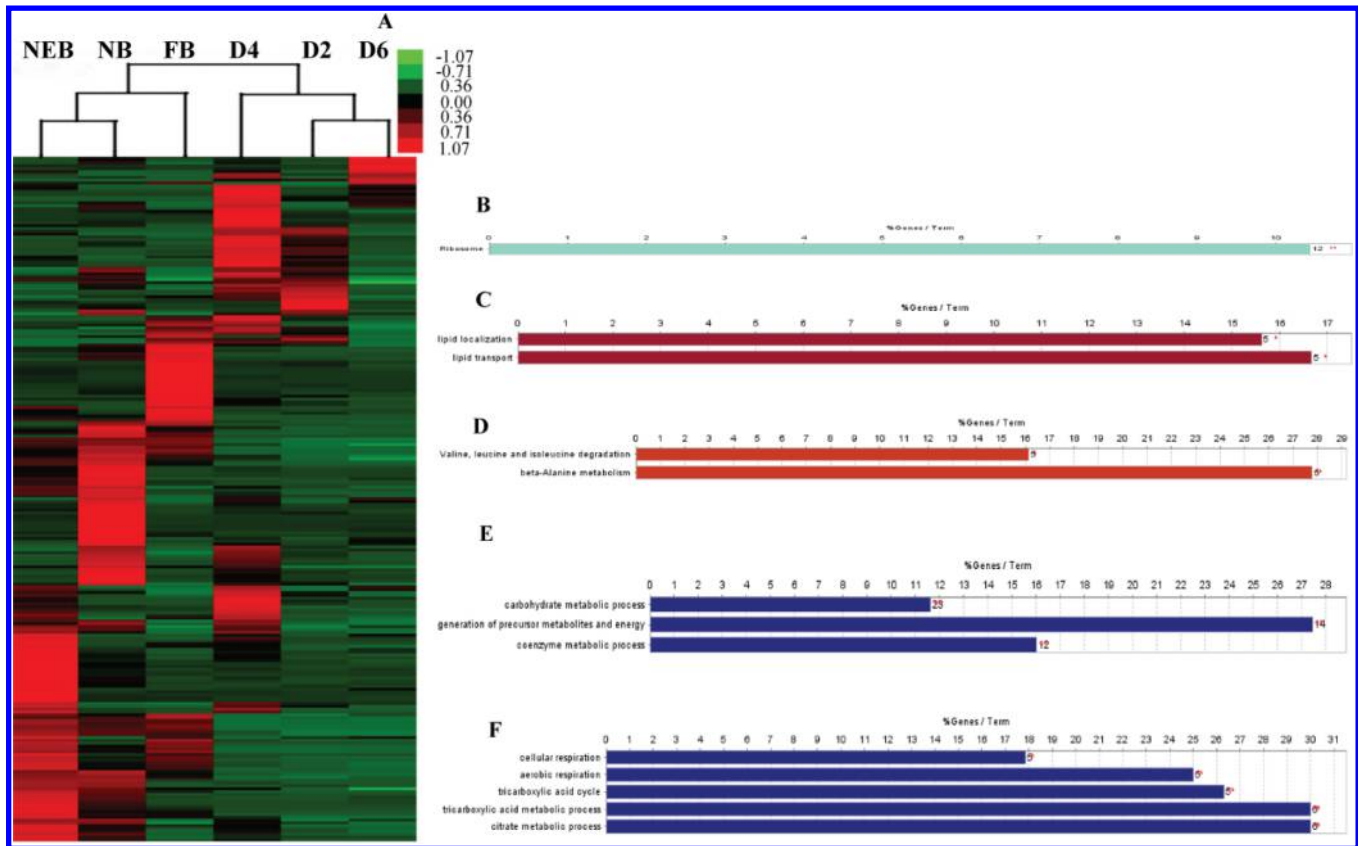 A
NEB NB FB D4 D2 D6
-1.07
-0.71
0.36
0.00
0.36
0.71
1.07
B
%Genes / Term
0 1 2 3 4 5 6 7 8 9 10
Ribosome 12 **
C
%Genes / Term
0 1 2 3 4 5 6 7 8 9 10 11 12 13 14 15 16 17
lipid localization 5 *
lipid transport 5 *
D
%Genes / Term
0 1 2 3 4 5 6 7 8 9 10 11 12 13 14 15 16 17 18 19 20 21 22 23 24 25 26 27 28 29
Valine, leucine and isoleucine degradation
beta-Alanine metabolism 5*
E
%Genes / Term
0 1 2 3 4 5 6 7 8 9 10 11 12 13 14 15 16 17 18 19 20 21 22 23 24 25 26 27 28
carbohydrate metabolic process 23
generation of precursor metabolites and energy 14
coenzyme metabolic process 12
F
%Genes / Term
0 1 2 3 4 5 6 7 8 9 10 11 12 13 14 15 16 17 18 19 20 21 22 23 24 25 26 27 28 29 30 31
cellular respiration 5*
aerobic respiration 5*
tricarboxylic acid cycle 5*
tricarboxylic acid metabolic process 6*
citrate metabolic process 6*